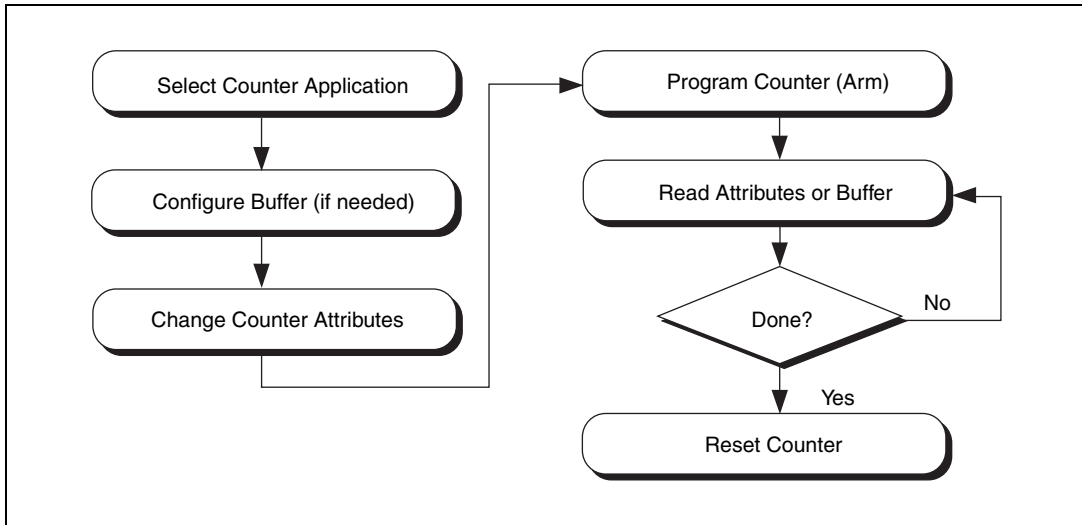 Select Counter Application
Configure Buffer (if needed)
Change Counter Attributes
Program Counter (Arm)
Read Attributes or Buffer
Done?
No
Yes
Reset Counter